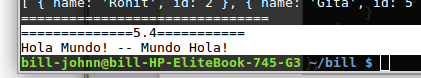 [ { name: 'Rohit', id: 2 }, { name: 'Gita', id: 5
==============================
==============5.4===========
Hola Mundo! -- Mundo Hola!
bill-johnn@bill-HP-EliteBook-745-G3 ~/bill $